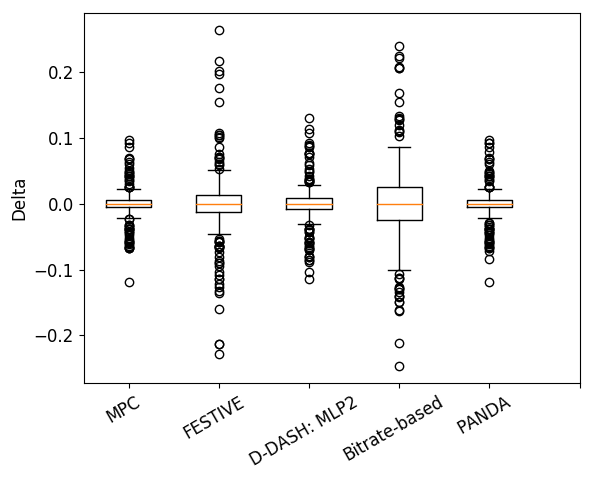 0.2
0.1
0.0
−0.1
−0.2
Delta
MPC
FESTIVE
D-DASH: MLP2
Bitrate-based
PANDA